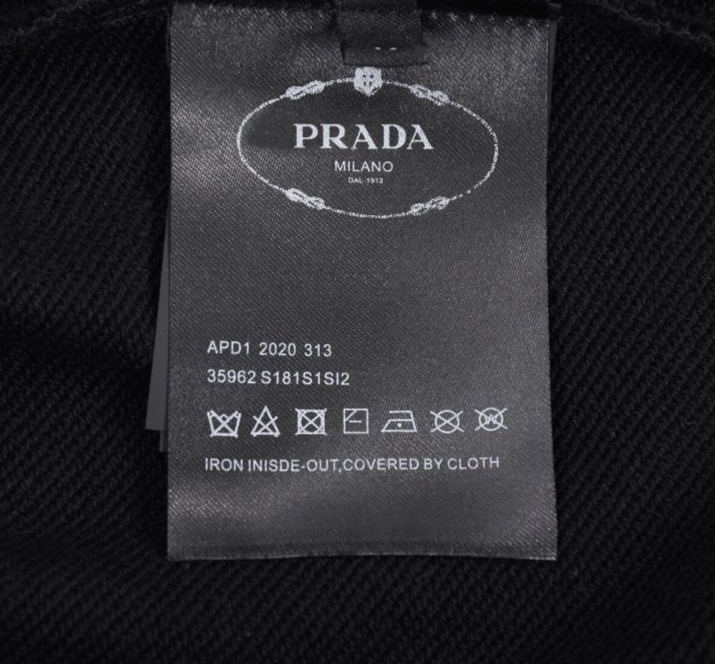 PRADA
MILANO
DAL 1913
APD1 2020 313
35962 S181S1SI2
IRON INISDE-OUT,COVERED BY CLOTH